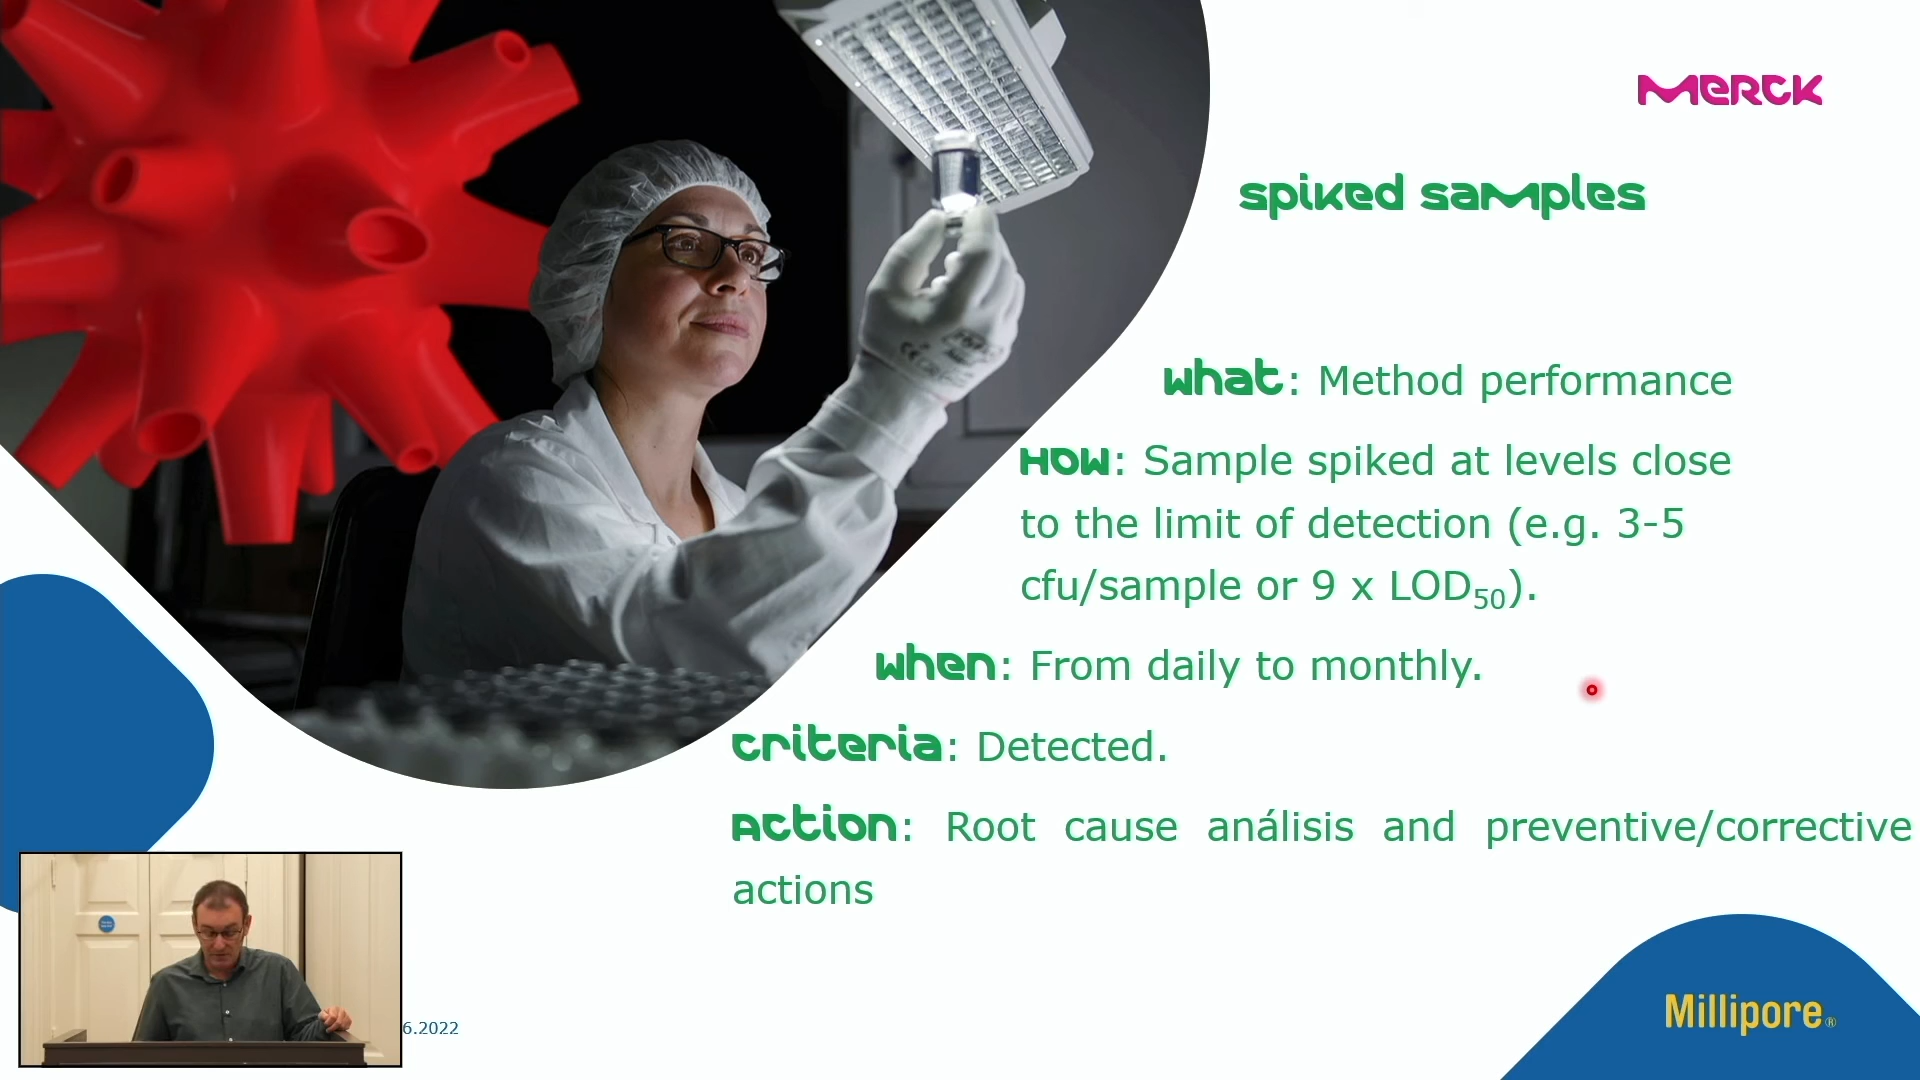 MERCK
spiked samples
What: Method performance
How: Sample spiked at levels close
to the limit of detection (e.g. 3-5
cfu/sample or 9 x LOD50).
When: From daily to monthly.
Criteria: Detected.
Action: Root cause análisis and preventive/corrective
actions
6.2022
Millipore®